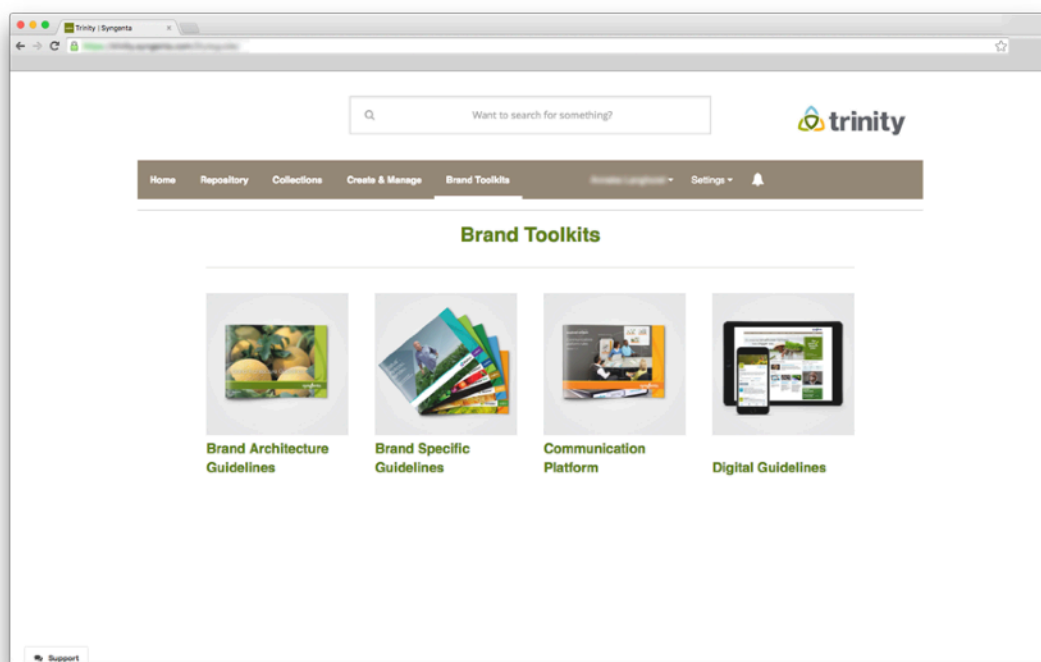 Trinity | Syngenta
Want to search for something?
trinity
Home Repository Collections Create & Manage Brand Toolkits Settings
Brand Toolkits
Brand Architecture
Guidelines
Brand Specific
Guidelines
Communication
Platform
Digital Guidelines
Support